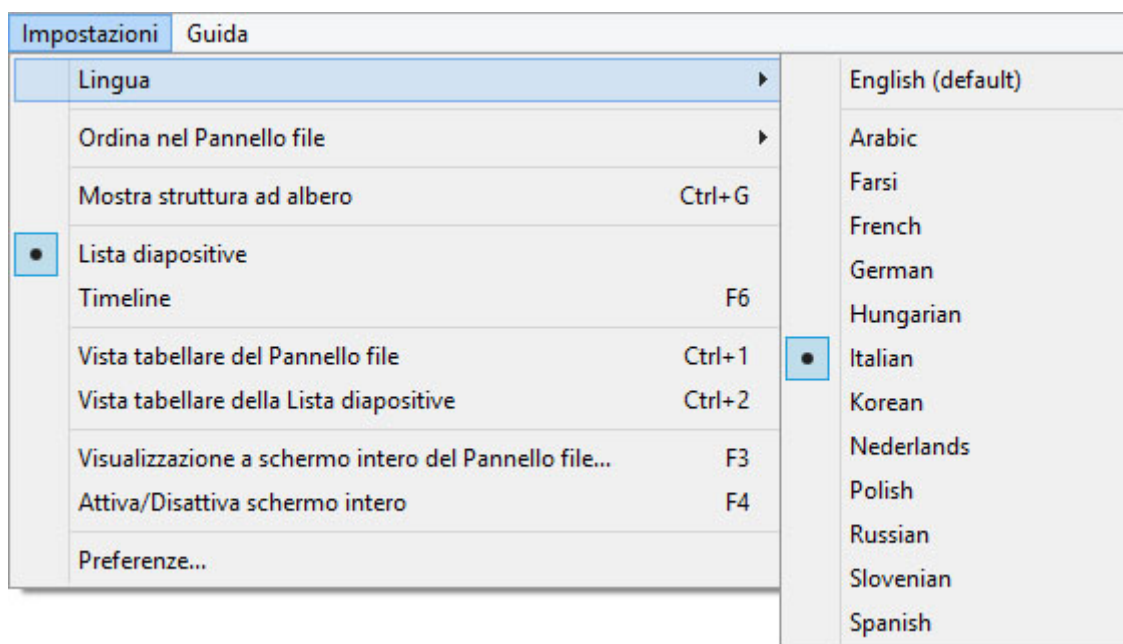 Impostazioni Guida
Lingua
Ordina nel Pannello file
Mostra struttura ad albero Ctrl+G
Lista diapositive
Timeline F6
Vista tabellare del Pannello file Ctrl+1
Vista tabellare della Lista diapositive Ctrl+2
Visualizzazione a schermo intero del Pannello file... F3
Attiva/Disattiva schermo intero F4
Preferenze...
English (default)
Arabic
Farsi
French
German
Hungarian
Italian
Korean
Nederlands
Polish
Russian
Slovenian
Spanish